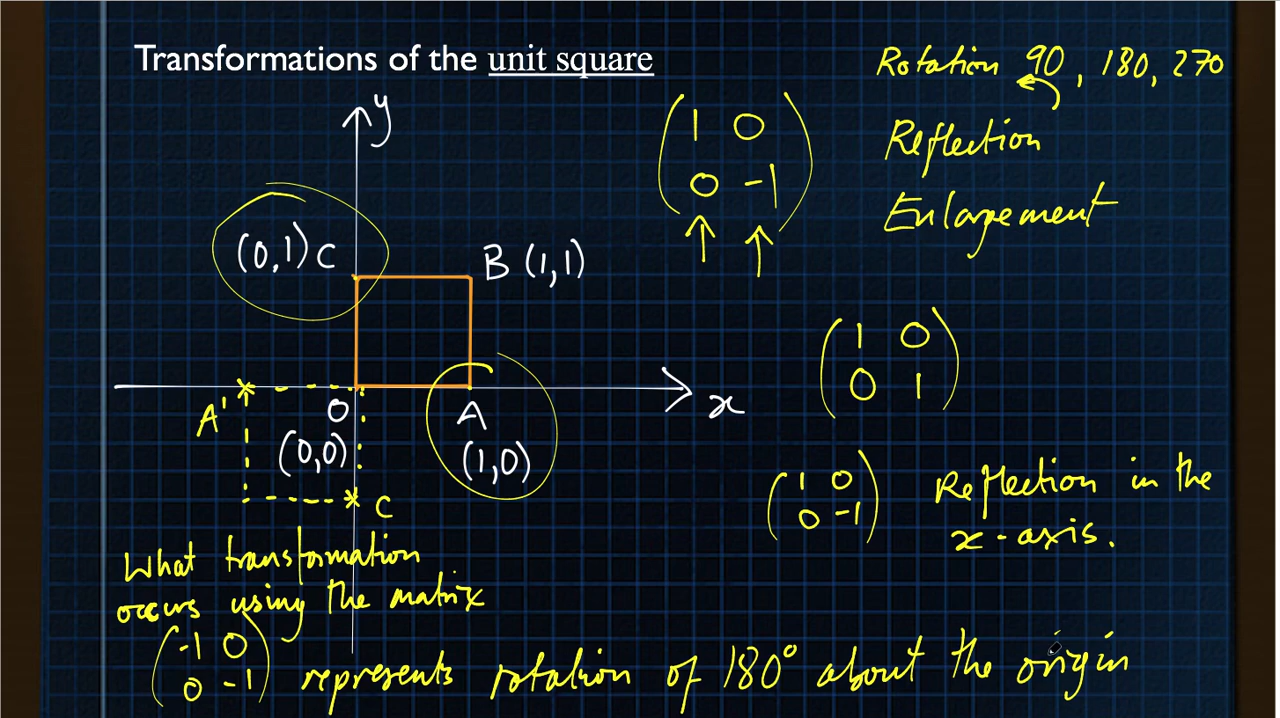 Transformations of the unit square
Rotation 90, 180, 270
Reflection
Enlargement
y
(1 0
0 -1)
(0,1) C
B (1,1)
(1 0
0 1)
A'
O
(0,0)
A
(1,0)
x
C
(1 0
0 -1)
Reflection in the
x-axis.
What transformation
occurs using the matrix
(-1 0
0 -1) represents rotation of 180° about the origin